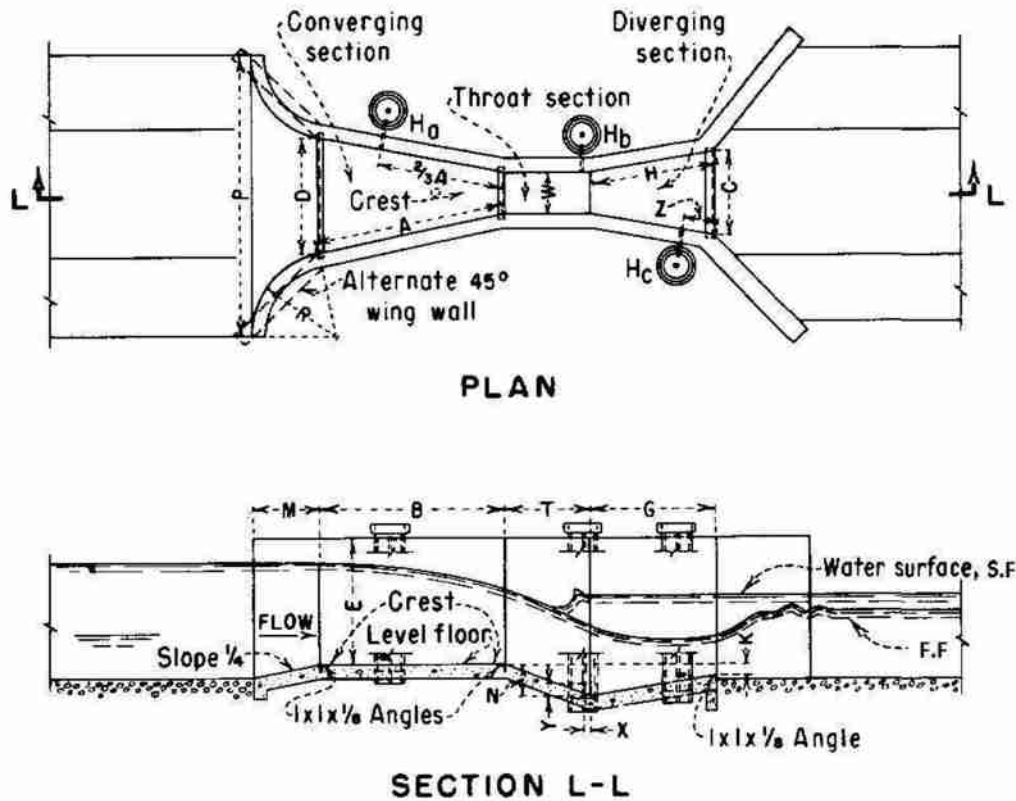 Converging
section
Diverging
section
Throat section
Ha
Hb
H
2/3 A
Crest
W
P
D
A
C
Z
L
L
Hc
Alternate 45°
wing wall
R
PLAN
M
B
T
G
Water surface, S.F
E
Crest
FLOW
Level floor
K
F.F
Slope 1/4
N
1x1x1/8 Angles
Y
X
1x1x1/8 Angle
SECTION L-L